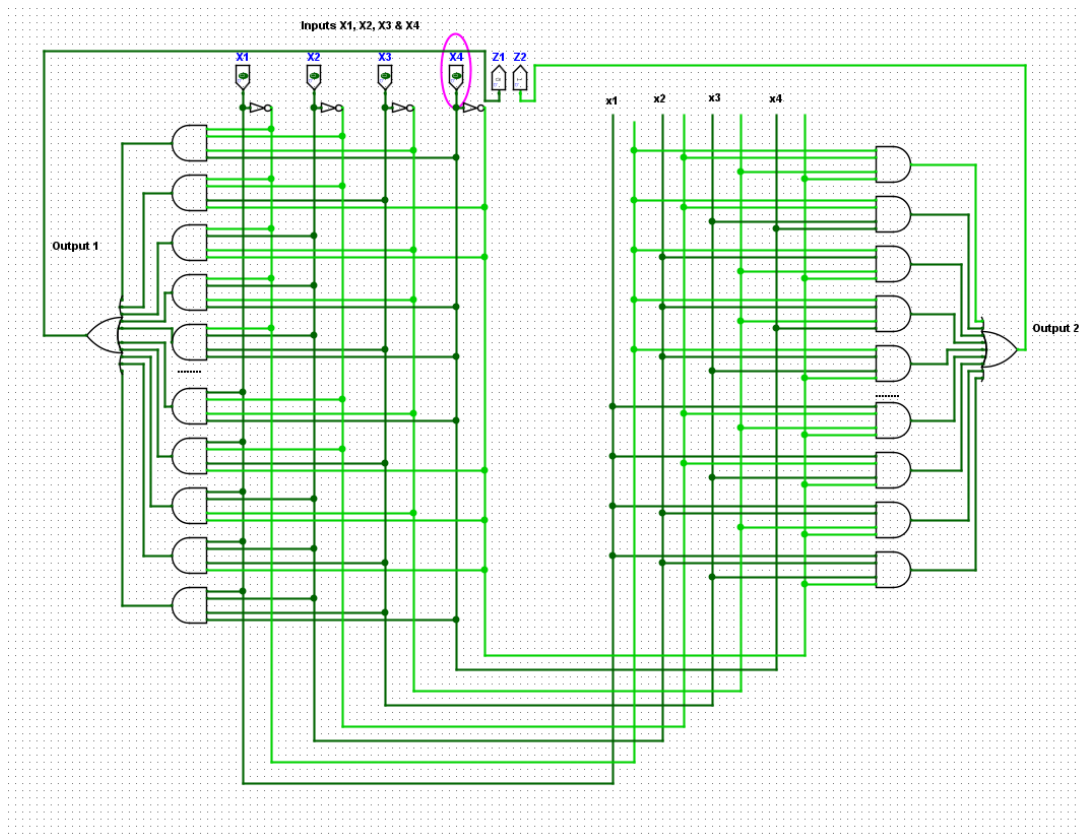 Inputs X1, X2, X3 & X4
X1 X2 X3 X4 Z1 Z2
x1 x2 x3 x4
Output 1
Output 2
........
........